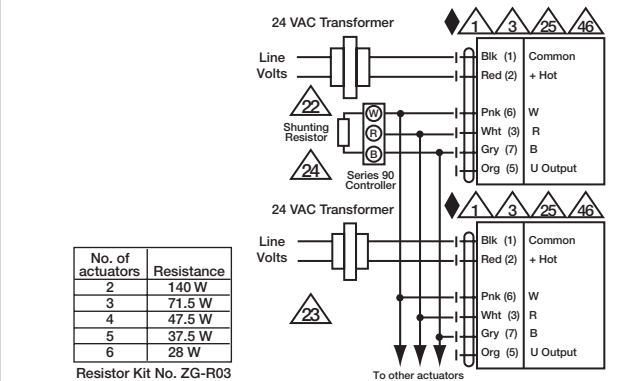 24 VAC Transformer
1 3 25 46
Line
Volts
Blk (1) Common
Red (2) + Hot
22
Shunting
Resistor
24
W
R
B
Series 90
Controller
Pnk (6) W
Wht (3) R
Gry (7) B
Org (5) U Output
24 VAC Transformer
1 3 25 46
Line
Volts
Blk (1) Common
Red (2) + Hot
23
Pnk (6) W
Wht (3) R
Gry (7) B
Org (5) U Output
To other actuators
No. of
actuators Resistance
2 140 W
3 71.5 W
4 47.5 W
5 37.5 W
6 28 W
Resistor Kit No. ZG-R03